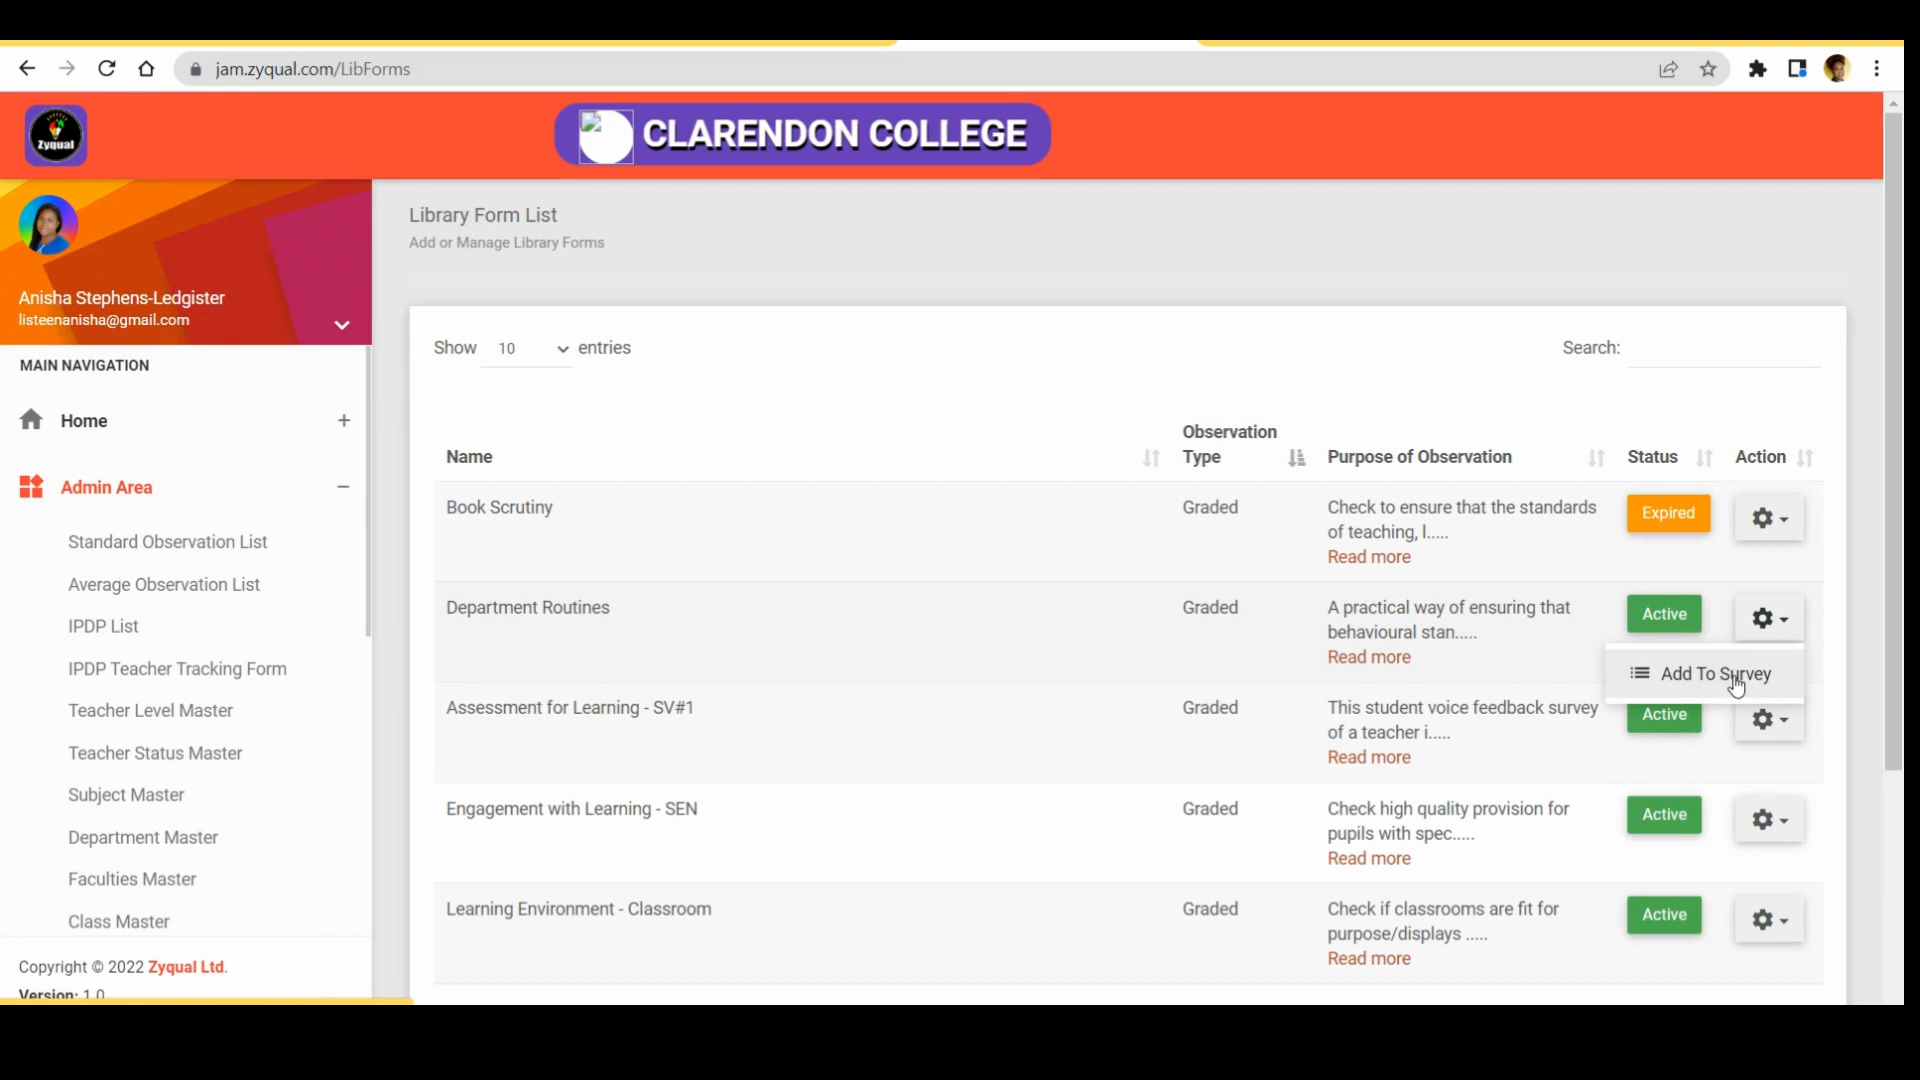 jam.zyqual.com/LibForms
Zyqual
CLARENDON COLLEGE
Anisha Stephens-Ledgister
listeenanisha@gmail.com
MAIN NAVIGATION
Home
Admin Area
Standard Observation List
Average Observation List
IPDP List
IPDP Teacher Tracking Form
Teacher Level Master
Teacher Status Master
Subject Master
Department Master
Faculties Master
Class Master
Copyright © 2022 Zyqual Ltd.
Version: 1.0
Library Form List
Add or Manage Library Forms
Show 10 entries
Search:
Name
Observation
Type
Purpose of Observation
Status
Action
Book Scrutiny
Graded
Check to ensure that the standards
of teaching, l.....
Read more
Expired
Department Routines
Graded
A practical way of ensuring that
behavioural stan.....
Read more
Active
Add To Survey
Assessment for Learning - SV#1
Graded
This student voice feedback survey
of a teacher i.....
Read more
Active
Engagement with Learning - SEN
Graded
Check high quality provision for
pupils with spec.....
Read more
Active
Learning Environment - Classroom
Graded
Check if classrooms are fit for
purpose/displays .....
Read more
Active